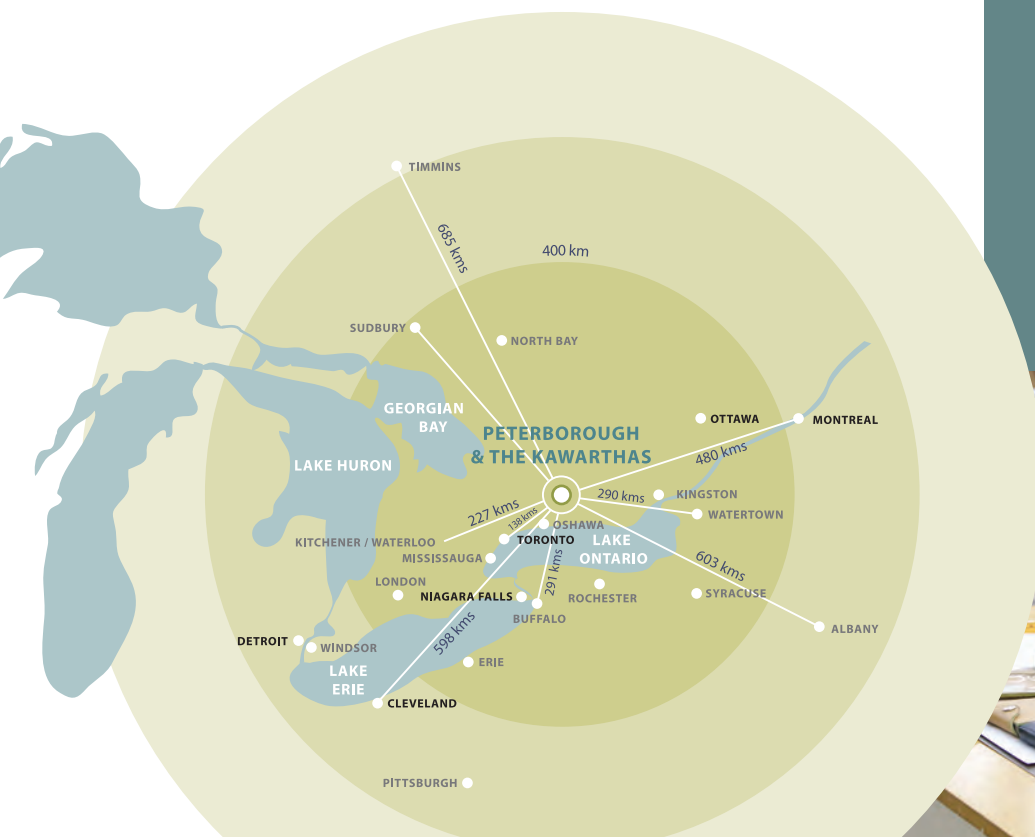 TIMMINS
685 kms
400 km
SUDBURY
NORTH BAY
GEORGIAN
BAY
OTTAWA
MONTREAL
PETERBOROUGH
& THE KAWARTHAS
480 kms
LAKE HURON
290 kms
KINGSTON
WATERTOWN
227 kms
138 kms
OSHAWA
KITCHENER / WATERLOO
TORONTO
LAKE
ONTARIO
MISSISSAUGA
291 kms
603 kms
LONDON
NIAGARA FALLS
ROCHESTER
SYRACUSE
BUFFALO
598 kms
ALBANY
DETROIT
WINDSOR
ERIE
LAKE
ERIE
CLEVELAND
PITTSBURGH